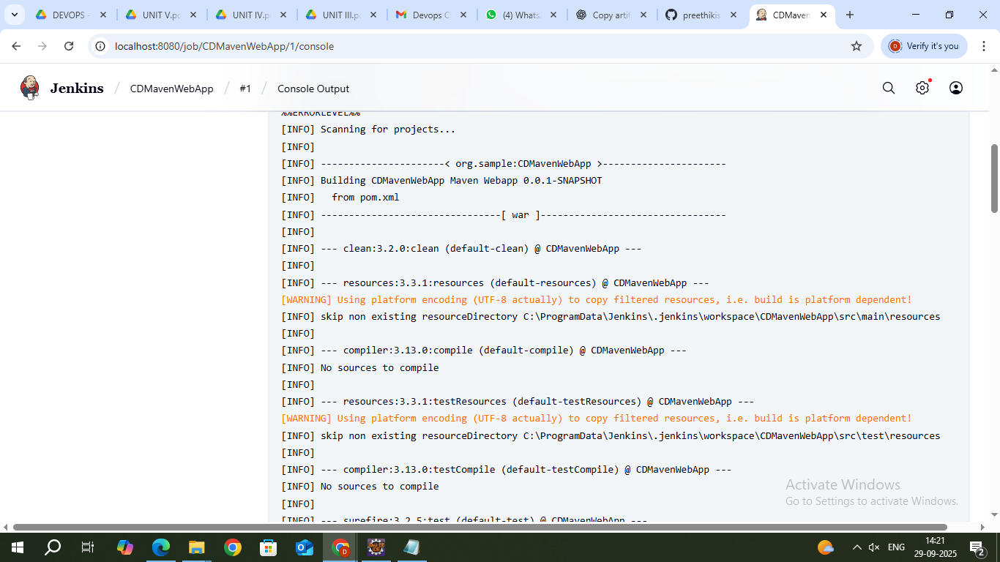 DEVOPS -
UNIT V.p
UNIT IV.p
UNIT III.p
Devops C
(4) Whats
Copy artif
preethikis
CDMaven
localhost:8080/job/CDMavenWebApp/1/console
D
Verify it's you
Jenkins / CDMavenWebApp / #1 / Console Output
%%ERRORLEVEL%%
[INFO] Scanning for projects...
[INFO]
[INFO] ----------------------< org.sample:CDMavenWebApp >----------------------
[INFO] Building CDMavenWebApp Maven Webapp 0.0.1-SNAPSHOT
[INFO]   from pom.xml
[INFO] --------------------------------[ war ]---------------------------------
[INFO]
[INFO] --- clean:3.2.0:clean (default-clean) @ CDMavenWebApp ---
[INFO]
[INFO] --- resources:3.3.1:resources (default-resources) @ CDMavenWebApp ---
[WARNING] Using platform encoding (UTF-8 actually) to copy filtered resources, i.e. build is platform dependent!
[INFO] skip non existing resourceDirectory C:\ProgramData\Jenkins\.jenkins\workspace\CDMavenWebApp\src\main\resources
[INFO]
[INFO] --- compiler:3.13.0:compile (default-compile) @ CDMavenWebApp ---
[INFO] No sources to compile
[INFO]
[INFO] --- resources:3.3.1:testResources (default-testResources) @ CDMavenWebApp ---
[WARNING] Using platform encoding (UTF-8 actually) to copy filtered resources, i.e. build is platform dependent!
[INFO] skip non existing resourceDirectory C:\ProgramData\Jenkins\.jenkins\workspace\CDMavenWebApp\src\test\resources
[INFO]
[INFO] --- compiler:3.13.0:testCompile (default-testCompile) @ CDMavenWebApp ---
[INFO] No sources to compile
[INFO]
[INFO] --- surefire:3.2.5:test (default-test) @ CDMavenWebApp ---
Activate Windows
Go to Settings to activate Windows.
D
ENG
14:21
29-09-2025
2